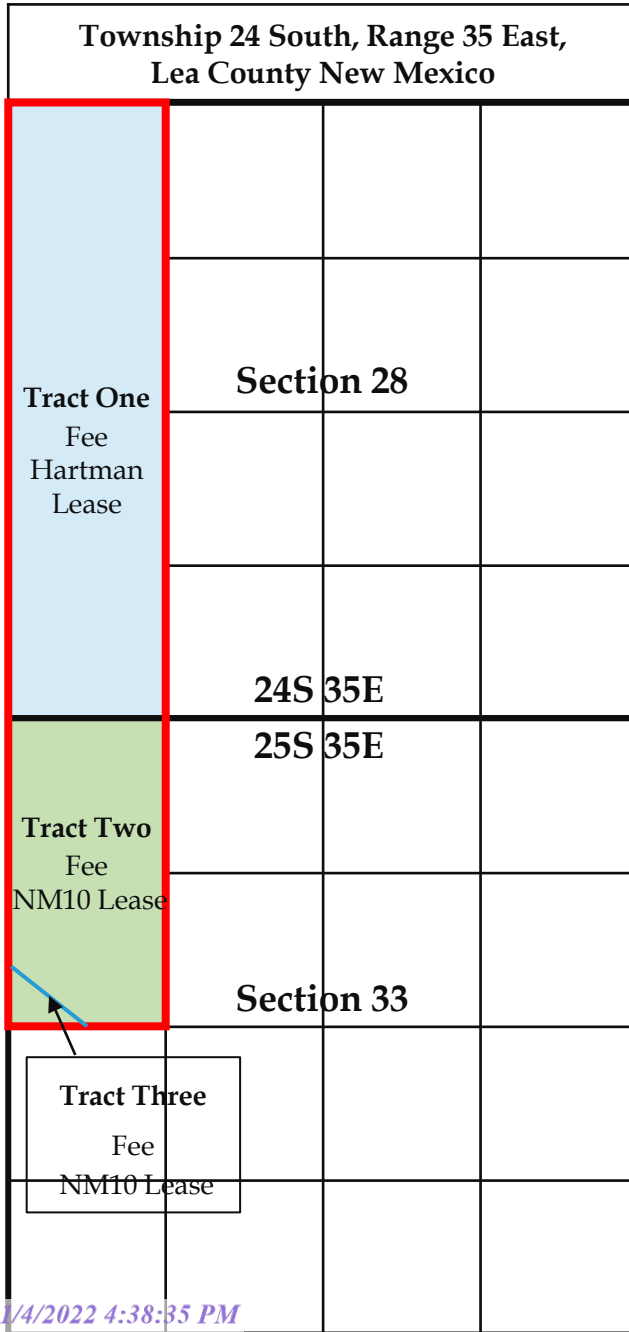 Township 24 South, Range 35 East,
Lea County New Mexico
Section 28
Tract One
Fee
Hartman
Lease
24S 35E
25S 35E
Tract Two
Fee
NM10 Lease
Section 33
Tract Three
Fee
NM10 Lease
1/4/2022 4:38:35 PM